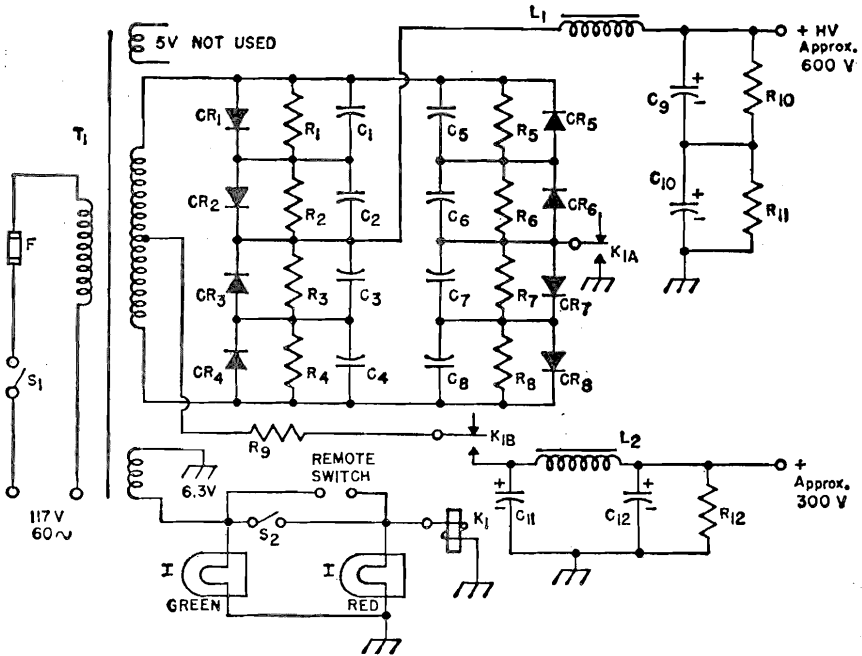 5V NOT USED
L1
+ HV
Approx.
600 V
T1
CR1
R1
C1
C5
R5
CR5
C9
R10
CR2
R2
C2
C6
R6
CR6
C10
R11
F
K1A
CR3
R3
C3
C7
R7
CR7
S1
CR4
R4
C4
C8
R8
CR8
R9
K1B
L2
+
Approx.
300 V
6.3V
REMOTE
SWITCH
117 V
60~
S2
K1
C11
C12
R12
I
GREEN
I
RED